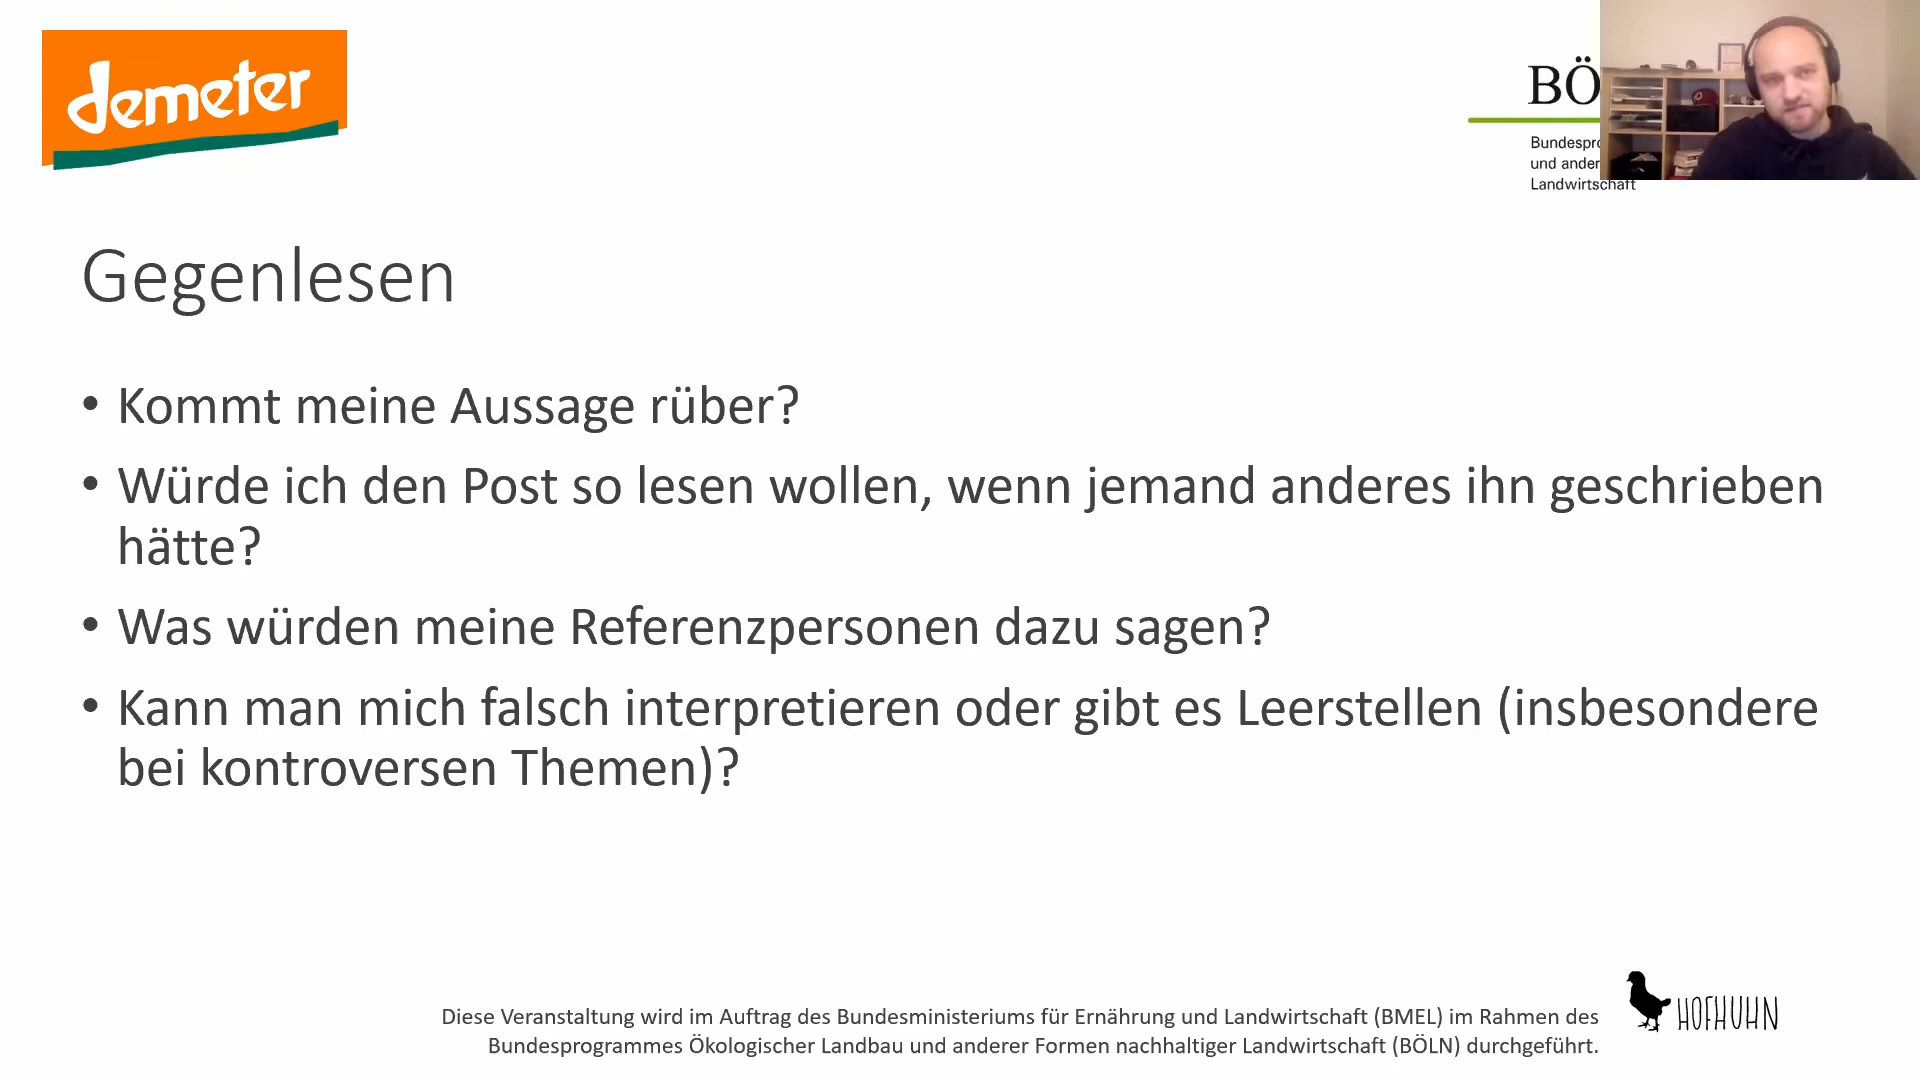 demeter
BÖ
Bundespr
und ander
Landwirtschaft
Gegenlesen
• Kommt meine Aussage rüber?
• Würde ich den Post so lesen wollen, wenn jemand anderes ihn geschrieben
hätte?
• Was würden meine Referenzpersonen dazu sagen?
• Kann man mich falsch interpretieren oder gibt es Leerstellen (insbesondere
bei kontroversen Themen)?
Diese Veranstaltung wird im Auftrag des Bundesministeriums für Ernährung und Landwirtschaft (BMEL) im Rahmen des
Bundesprogrammes Ökologischer Landbau und anderer Formen nachhaltiger Landwirtschaft (BÖLN) durchgeführt.
HOFHUHN